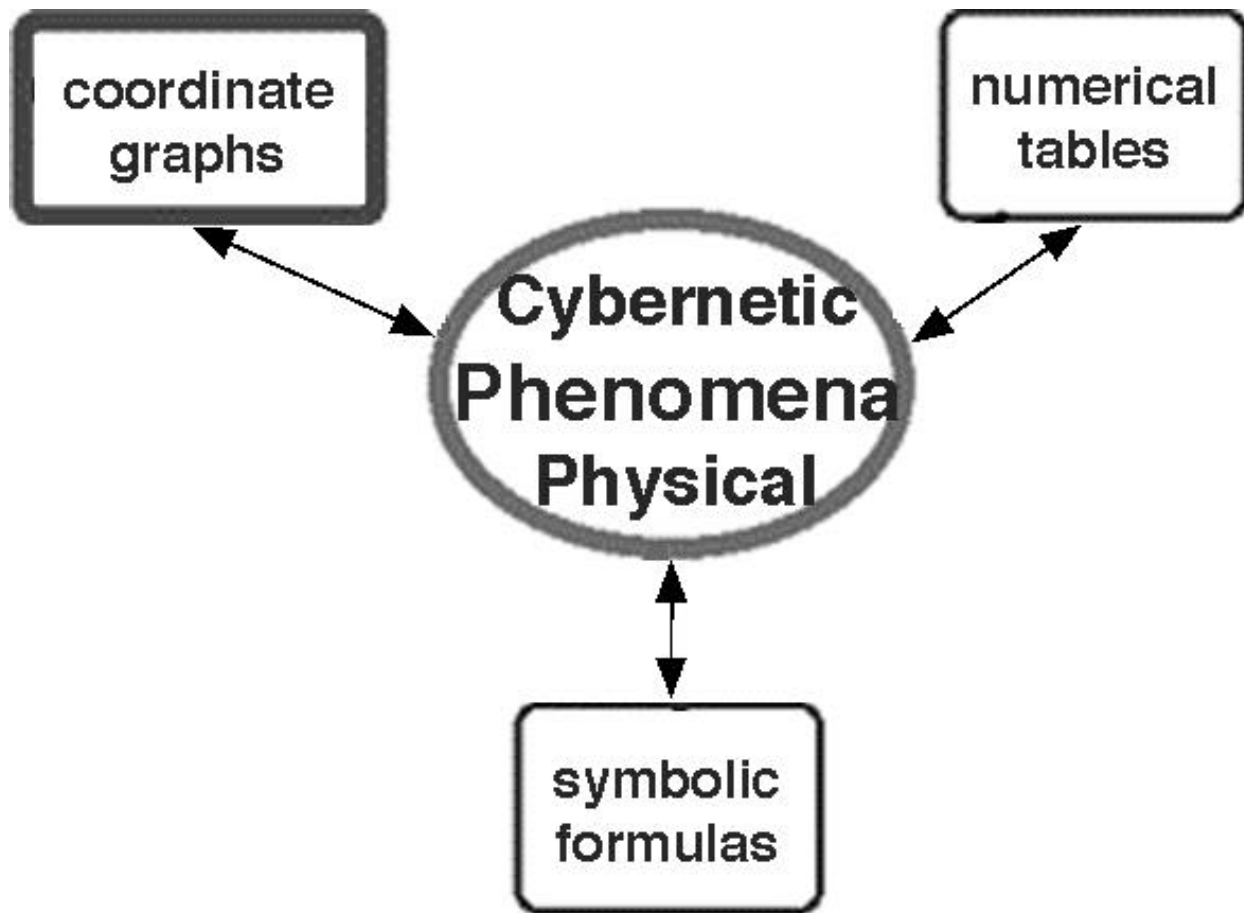 coordinate
graphs
numerical
tables
Cybernetic
Phenomena
Physical
symbolic
formulas